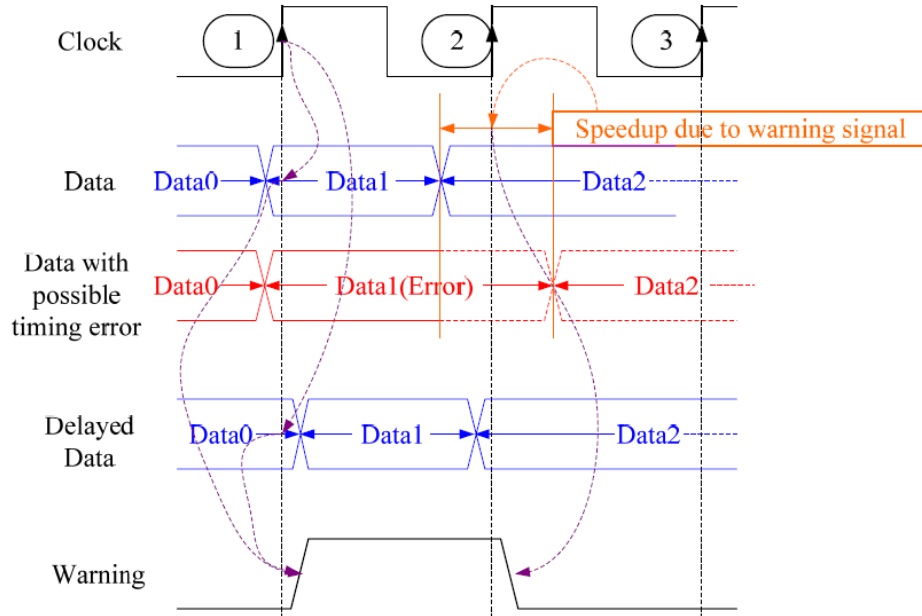 Clock
1
2
3
Speedup due to warning signal
Data
Data0
Data1
Data2
Data with
possible
timing error
Data0
Data1(Error)
Data2
Delayed
Data
Data0
Data1
Data2
Warning